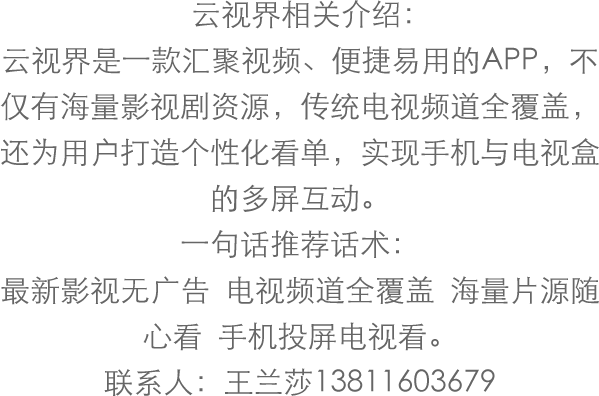 云视界相关介绍：
云视界是一款汇聚视频、便捷易用的APP，不
仅有海量影视剧资源，传统电视频道全覆盖，
还为用户打造个性化看单，实现手机与电视盒
的多屏互动。
一句话推荐话术：
最新影视无广告 电视频道全覆盖 海量片源随
心看 手机投屏电视看。
联系人：王兰莎13811603679